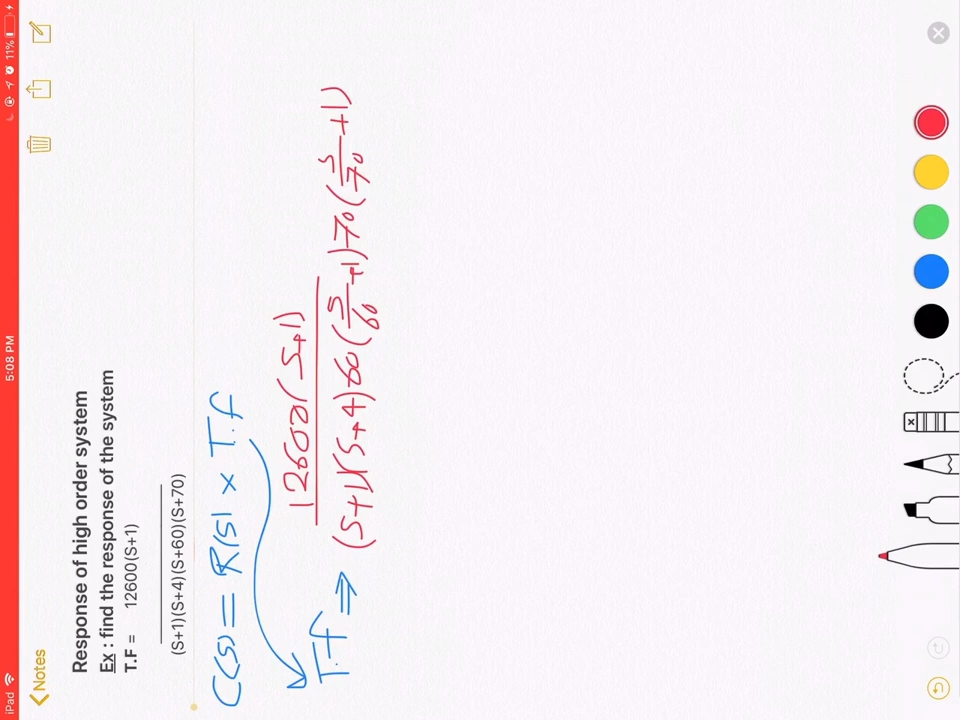 iPad 5:08 PM 11%
Notes
Response of high order system
Ex : find the response of the system
T.F = 12600(S+1)
(S+1)(S+4)(S+60)(S+70)
C(S) = R(S) × T.f
12600(S+1)
T.f ⇒ (S+1)(S+4)60(S/60+1)70(S/70+1)